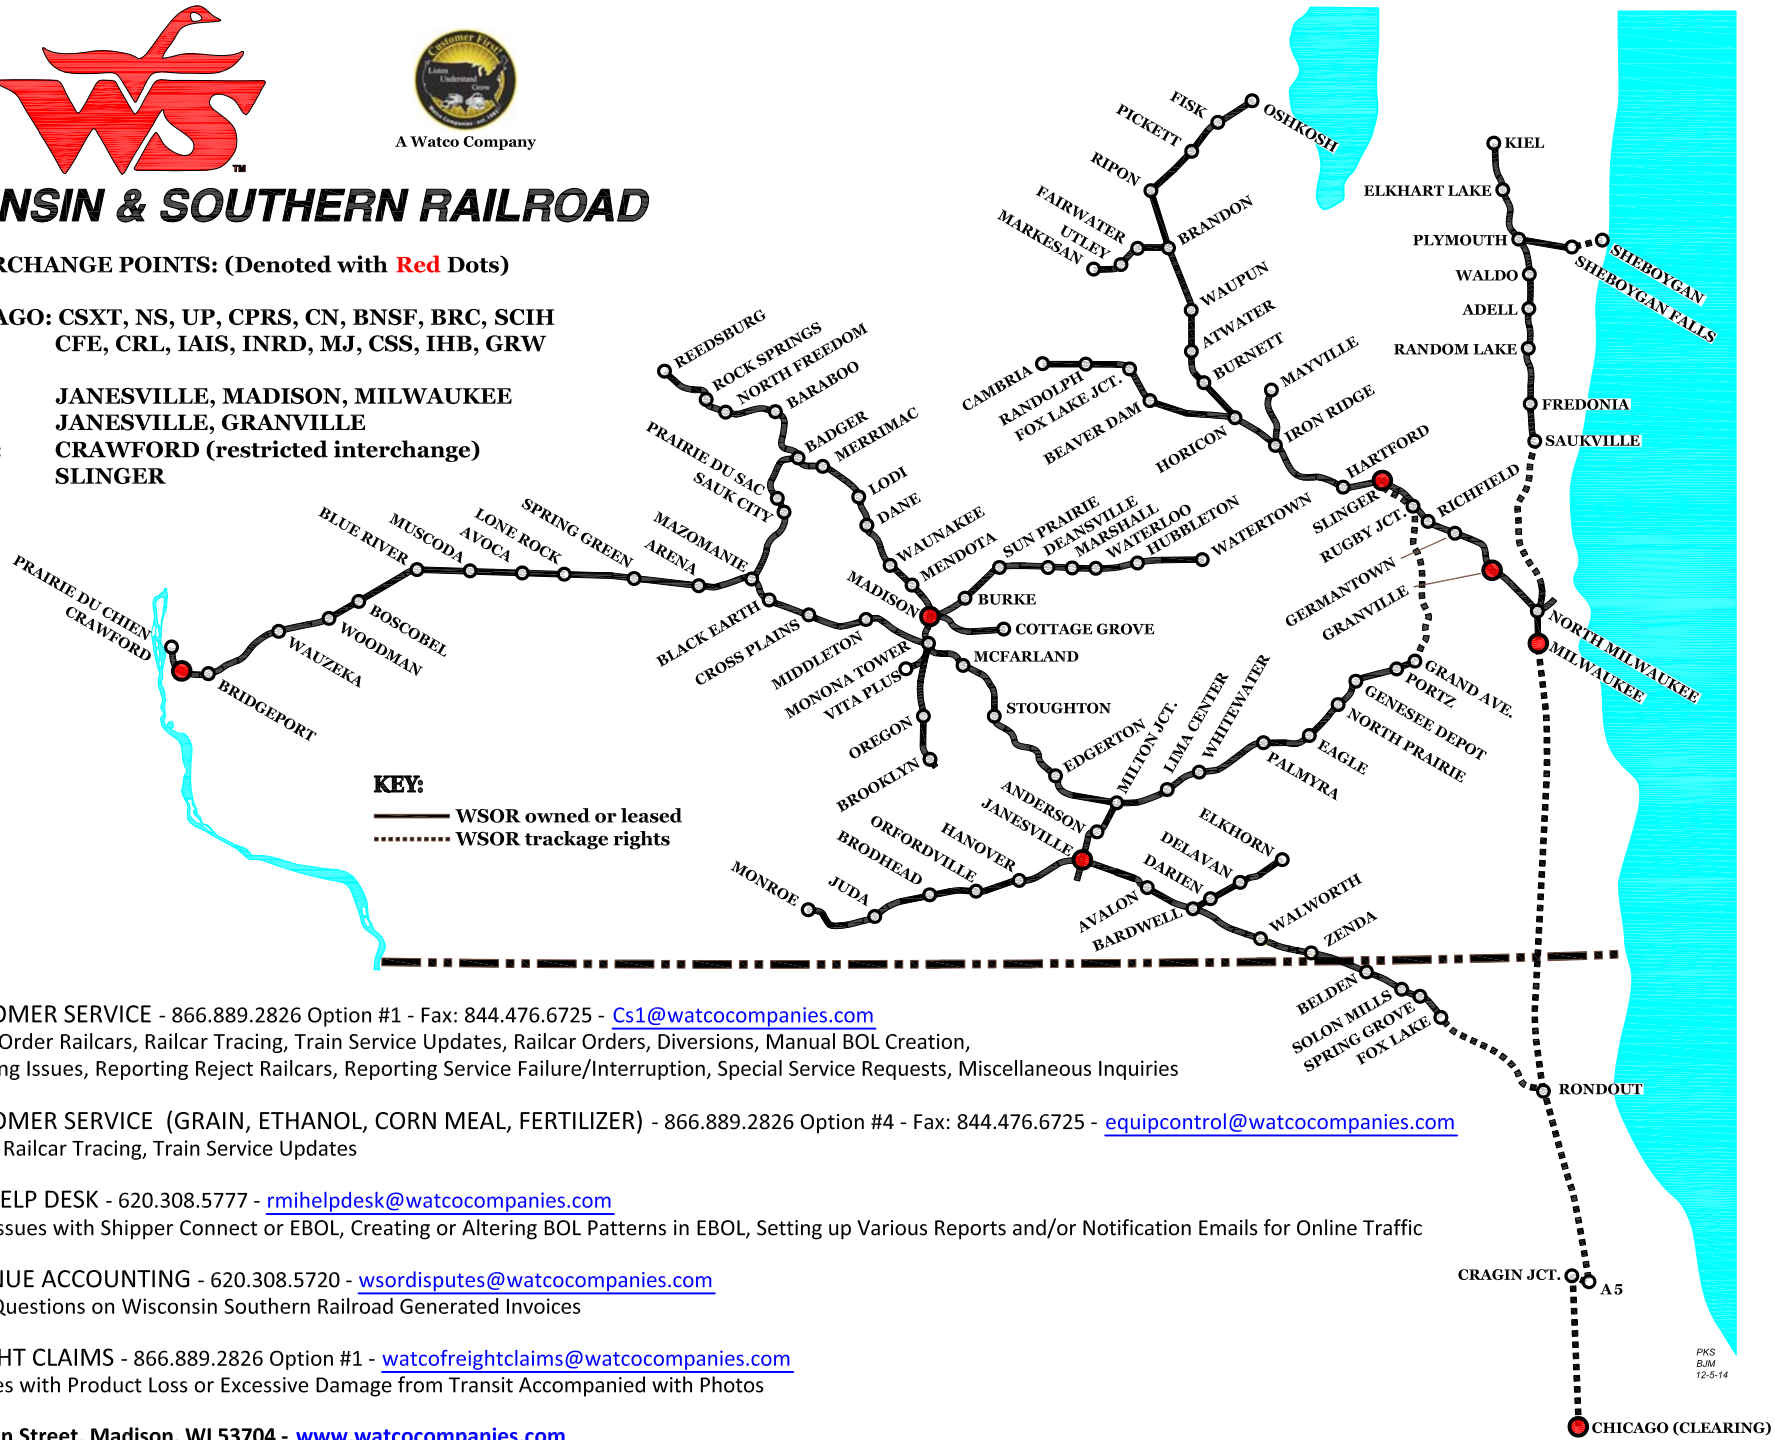 WS
TM
Customer First!
Listen
Understand
Grow
A Watco Company
NSIN & SOUTHERN RAILROAD
RCHANGE POINTS: (Denoted with Red Dots)
AGO: CSXT, NS, UP, CPRS, CN, BNSF, BRC, SCIH
CFE, CRL, IAIS, INRD, MJ, CSS, IHB, GRW
JANESVILLE, MADISON, MILWAUKEE
JANESVILLE, GRANVILLE
: CRAWFORD (restricted interchange)
SLINGER
FISK
OSHKOSH
PICKETT
RIPON
FAIRWATER
UTLEY
MARKESAN
BRANDON
WAUPUN
ATWATER
BURNETT
MAYVILLE
CAMBRIA
RANDOLPH
FOX LAKE JCT.
BEAVER DAM
HORICON
IRON RIDGE
HARTFORD
SLINGER
RUGBY JCT.
RICHFIELD
GERMANTOWN
GRANVILLE
NORTH MILWAUKEE
MILWAUKEE
KIEL
ELKHART LAKE
PLYMOUTH
SHEBOYGAN
SHEBOYGAN FALLS
WALDO
ADELL
RANDOM LAKE
FREDONIA
SAUKVILLE
REEDSBURG
ROCK SPRINGS
NORTH FREEDOM
BARABOO
BADGER
MERRIMAC
PRAIRIE DU SAC
SAUK CITY
LODI
DANE
WAUNAKEE
MENDOTA
MADISON
SUN PRAIRIE
DEANSVILLE
MARSHALL
WATERLOO
HUBBLETON
WATERTOWN
BURKE
COTTAGE GROVE
PRAIRIE DU CHIEN
CRAWFORD
BRIDGEPORT
WAUZEKA
WOODMAN
BOSCOBEL
BLUE RIVER
MUSCODA
AVOCA
LONE ROCK
SPRING GREEN
ARENA
MAZOMANIE
BLACK EARTH
CROSS PLAINS
MIDDLETON
MONONA TOWER
VITA PLUS
MCFARLAND
OREGON
BROOKLYN
STOUGHTON
EDGERTON
MILTON JCT.
LIMA CENTER
WHITEWATER
PALMYRA
EAGLE
NORTH PRAIRIE
GENESEE DEPOT
PORTZ
GRAND AVE.
ANDERSON
JANESVILLE
HANOVER
ORFORDVILLE
BRODHEAD
JUDA
MONROE
AVALON
BARDWELL
DARIEN
DELAVAN
ELKHORN
WALWORTH
ZENDA
BELDEN
SOLON MILLS
SPRING GROVE
FOX LAKE
RONDOUT
CRAGIN JCT.
A 5
CHICAGO (CLEARING)
KEY:
WSOR owned or leased
WSOR trackage rights
OMER SERVICE - 866.889.2826 Option #1 - Fax: 844.476.6725 - Cs1@watcocompanies.com
Order Railcars, Railcar Tracing, Train Service Updates, Railcar Orders, Diversions, Manual BOL Creation,
ng Issues, Reporting Reject Railcars, Reporting Service Failure/Interruption, Special Service Requests, Miscellaneous Inquiries
OMER SERVICE (GRAIN, ETHANOL, CORN MEAL, FERTILIZER) - 866.889.2826 Option #4 - Fax: 844.476.6725 - equipcontrol@watcocompanies.com
Railcar Tracing, Train Service Updates
ELP DESK - 620.308.5777 - rmihelpdesk@watcocompanies.com
ssues with Shipper Connect or EBOL, Creating or Altering BOL Patterns in EBOL, Setting up Various Reports and/or Notification Emails for Online Traffic
NUE ACCOUNTING - 620.308.5720 - wsordisputes@watcocompanies.com
Questions on Wisconsin Southern Railroad Generated Invoices
HT CLAIMS - 866.889.2826 Option #1 - watcofreightclaims@watcocompanies.com
es with Product Loss or Excessive Damage from Transit Accompanied with Photos
n Street, Madison, WI 53704 - www.watcocompanies.com
PKS
BJM
12-5-14